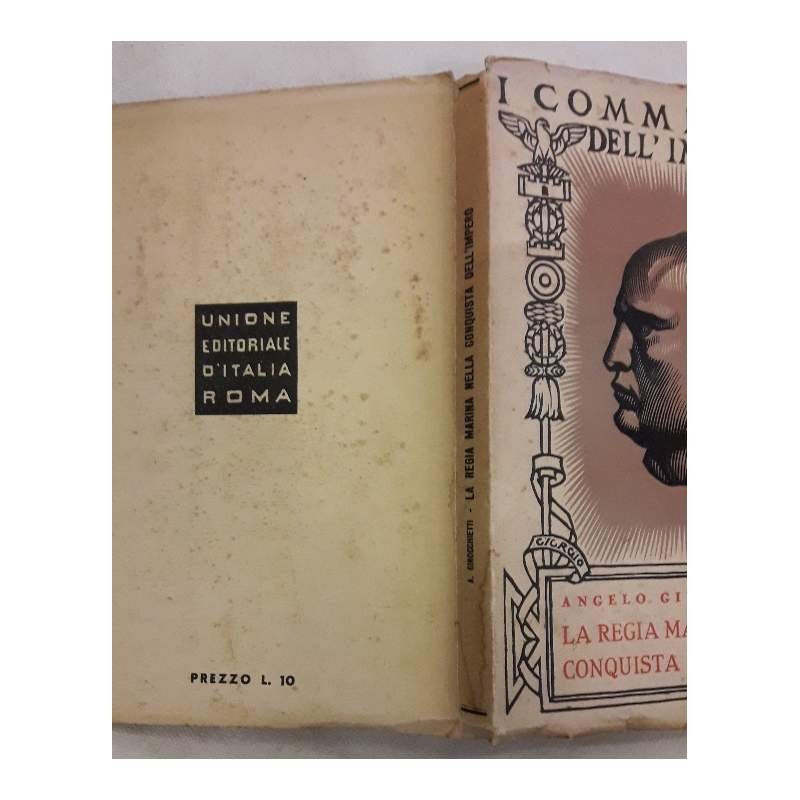 UNIONE
EDITORIALE
D'ITALIA
ROMA
PREZZO L. 10
A. GINOCCHIETTI - LA REGIA MARINA NELLA CONQUISTA DELL'IMPERO
I COMM
DELL' IM
GIORGIO
ANGELO GI
LA REGIA MA
CONQUISTA